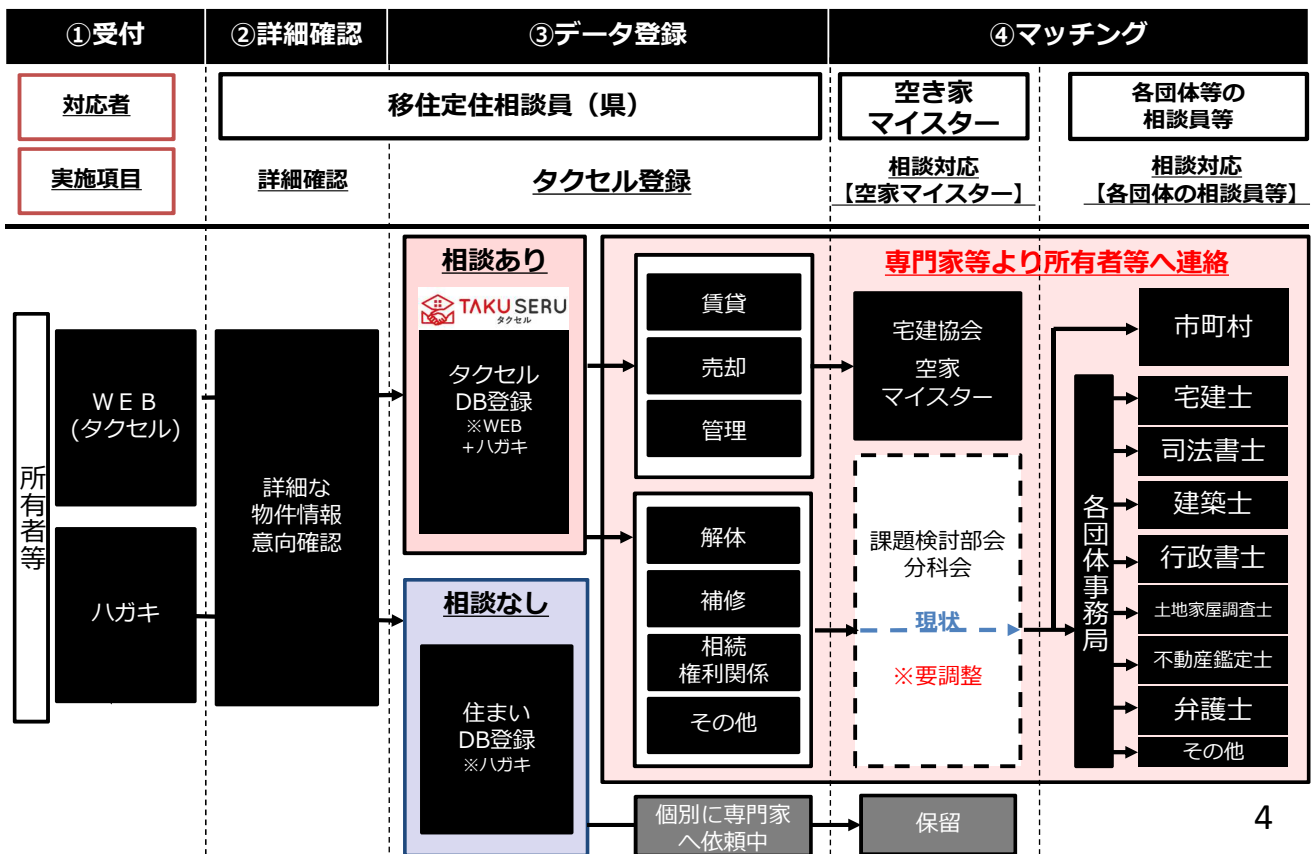 ①受付
②詳細確認
③データ登録
④マッチング
対応者
移住定住相談員（県）
空き家
マイスター
各団体等の
相談員等
実施項目
詳細確認
タクセル登録
相談対応
【空家マイスター】
相談対応
【各団体の相談員等】
所有者等
ＷＥＢ
(タクセル)
ハガキ
詳細な
物件情報
意向確認
相談あり
TAKUSERU
タクセル
タクセル
DB登録
※WEB
+ハガキ
相談なし
住まい
DB登録
※ハガキ
専門家等より所有者等へ連絡
賃貸
売却
管理
解体
補修
相続
権利関係
その他
個別に専門家
へ依頼中
宅建協会
空家
マイスター
課題検討部会
分科会
現状
※要調整
保留
各団体事務局
市町村
宅建士
司法書士
建築士
行政書士
土地家屋調査士
不動産鑑定士
弁護士
その他
4